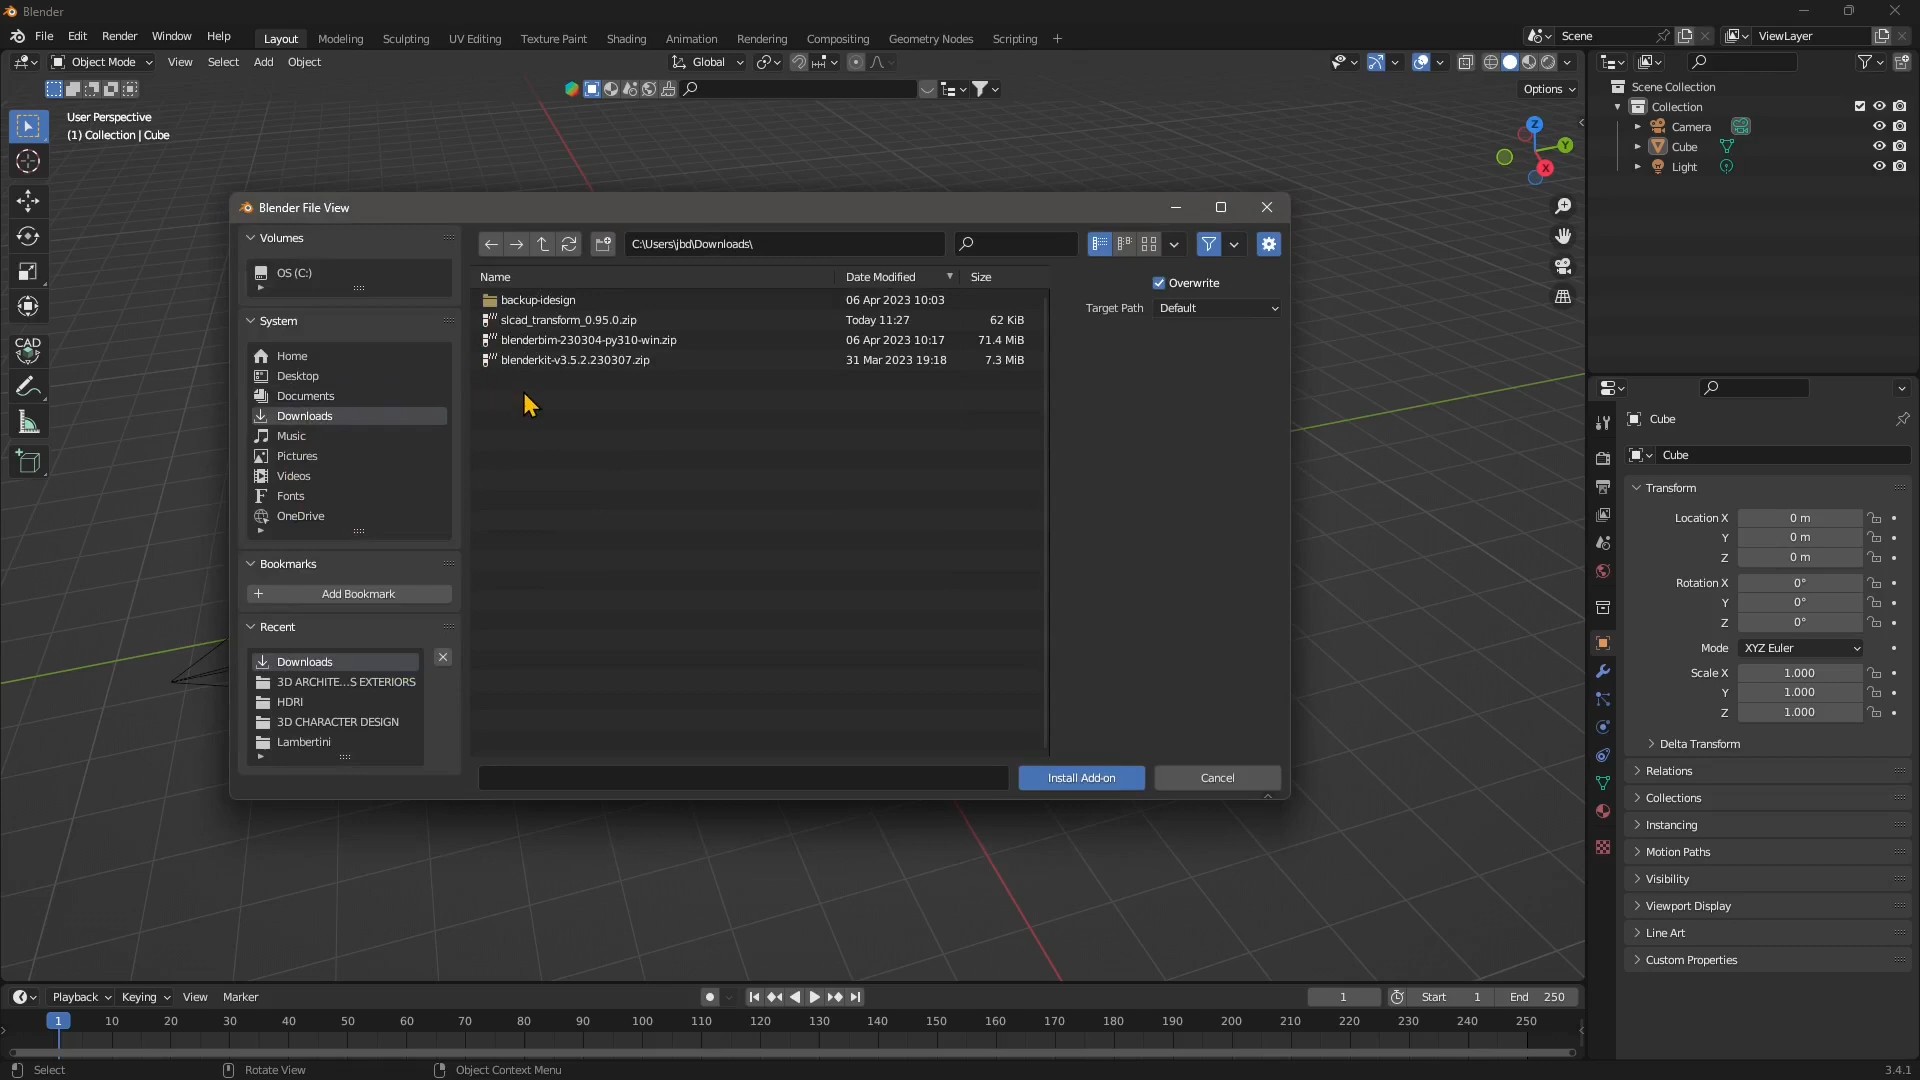 Blender
File Edit Render Window Help Layout Modeling Sculpting UV Editing Texture Paint Shading Animation Rendering Compositing Geometry Nodes Scripting + Scene ViewLayer
Object Mode View Select Add Object Global
Options
User Perspective
(1) Collection | Cube
CAD
Z
Y
X
Scene Collection
Collection
Camera
Cube
Light
Blender File View
Volumes
OS (C:)
System
Home
Desktop
Documents
Downloads
Music
Pictures
Videos
Fonts
OneDrive
Bookmarks
Add Bookmark
Recent
Downloads
3D ARCHITE...S EXTERIORS
HDRI
3D CHARACTER DESIGN
Lambertini
C:\Users\jbd\Downloads\
Name Date Modified Size
backup-idesign 06 Apr 2023 10:03
slcad_transform_0.95.0.zip Today 11:27 62 KiB
blenderbim-230304-py310-win.zip 06 Apr 2023 10:17 71.4 MiB
blenderkit-v3.5.2.230307.zip 31 Mar 2023 19:18 7.3 MiB
Overwrite
Target Path Default
Install Add-on Cancel
Cube
Cube
Transform
Location X 0 m
Y 0 m
Z 0 m
Rotation X 0°
Y 0°
Z 0°
Mode XYZ Euler
Scale X 1.000
Y 1.000
Z 1.000
Delta Transform
Relations
Collections
Instancing
Motion Paths
Visibility
Viewport Display
Line Art
Custom Properties
Playback Keying View Marker 1 Start 1 End 250
1 10 20 30 40 50 60 70 80 90 100 110 120 130 140 150 160 170 180 190 200 210 220 230 240 250
Select Rotate View Object Context Menu 3.4.1